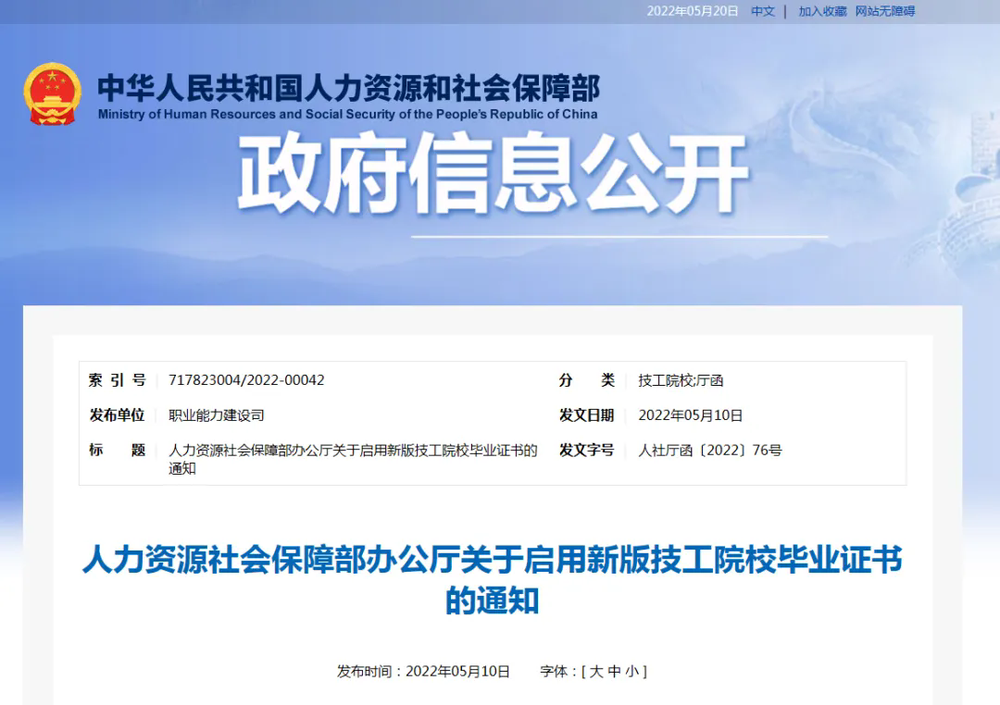 2022年05月20日 中文 | 加入收藏 网站无障碍
中华人民共和国人力资源和社会保障部
Ministry of Human Resources and Social Security of the People's Republic of China
政府信息公开
索引号 717823004/2022-00042 分类 技工院校;厅函
发布单位 职业能力建设司 发文日期 2022年05月10日
标题 人力资源社会保障部办公厅关于启用新版技工院校毕业证书的 发文字号 人社厅函〔2022〕76号
通知
人力资源社会保障部办公厅关于启用新版技工院校毕业证书
的通知
发布时间：2022年05月10日 字体：[ 大 中 小 ]